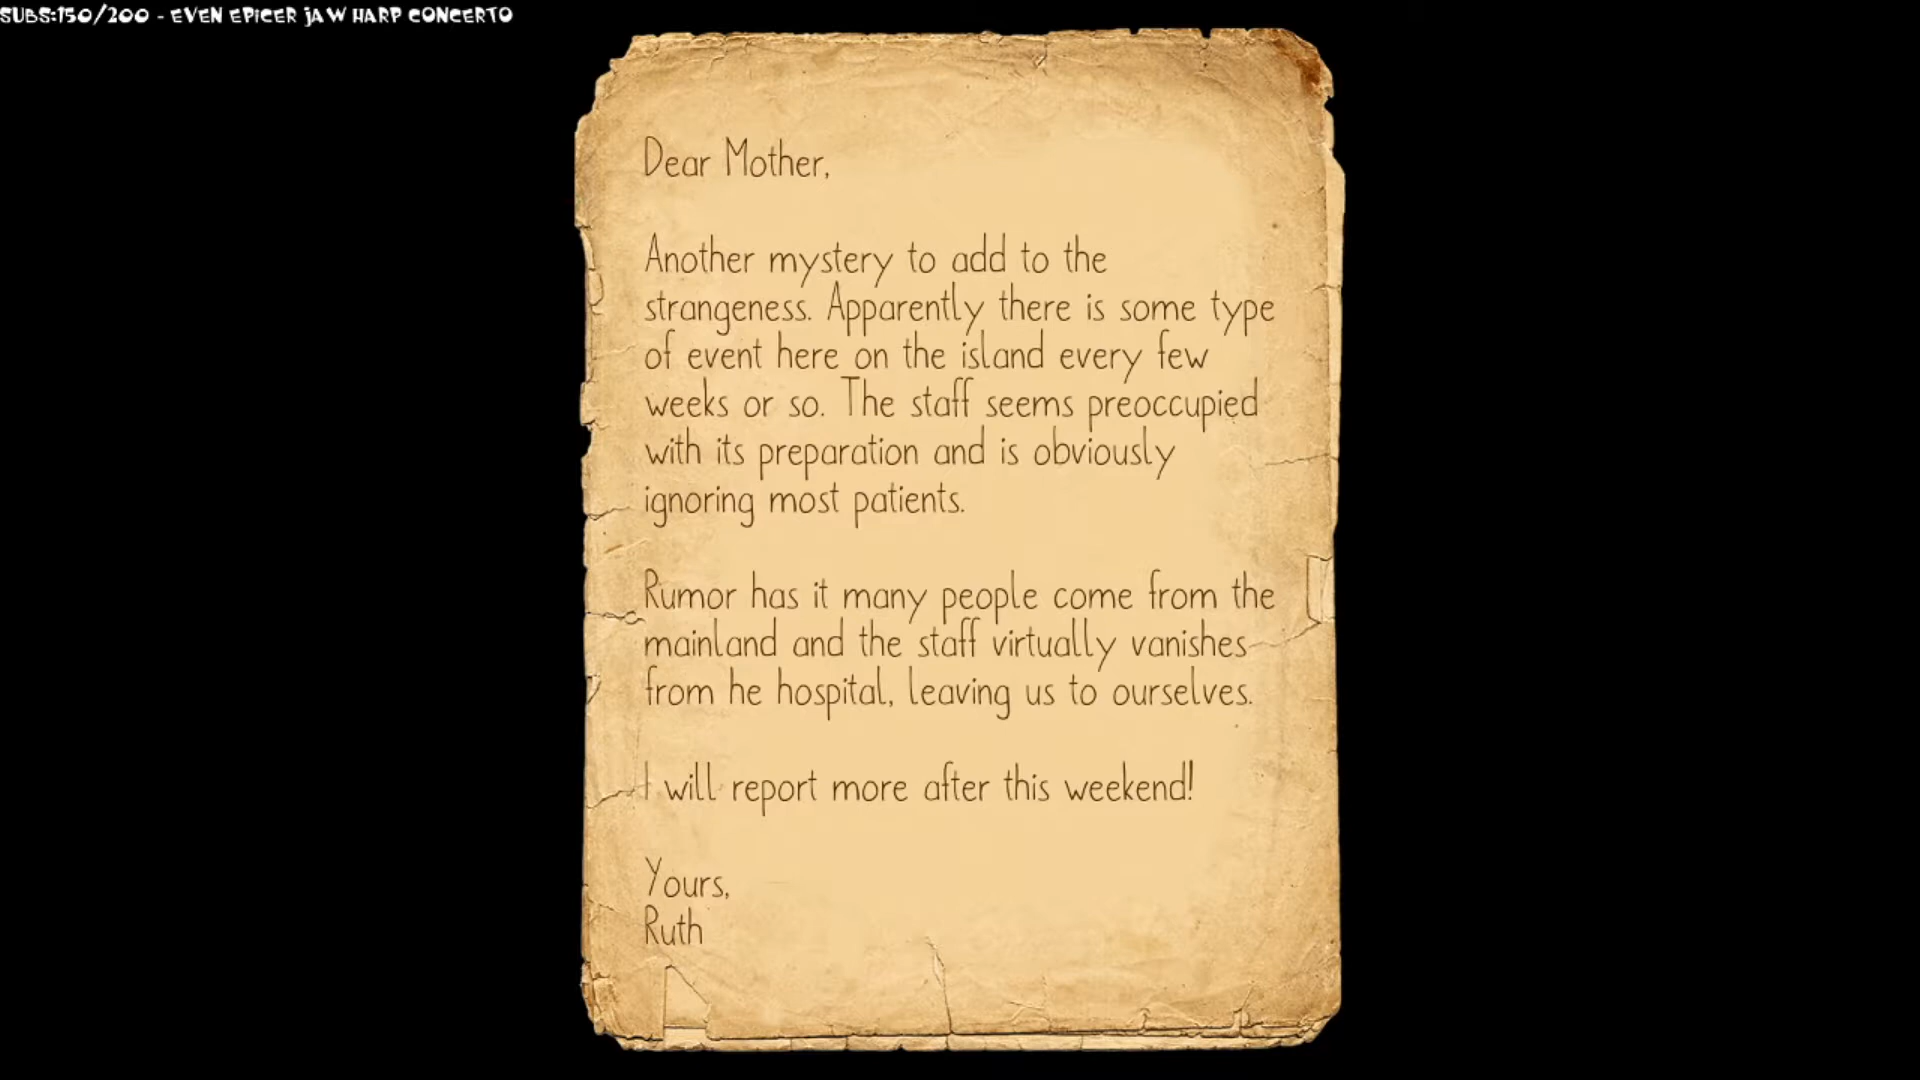 SUBS:150/200 - EVEN EPICER JAW HARP CONCERTO
Dear Mother,
Another mystery to add to the
strangeness. Apparently there is some type
of event here on the island every few
weeks or so. The staff seems preoccupied
with its preparation and is obviously
ignoring most patients.
Rumor has it many people come from the
mainland and the staff virtually vanishes
from he hospital, leaving us to ourselves.
I will report more after this weekend!
Yours,
Ruth